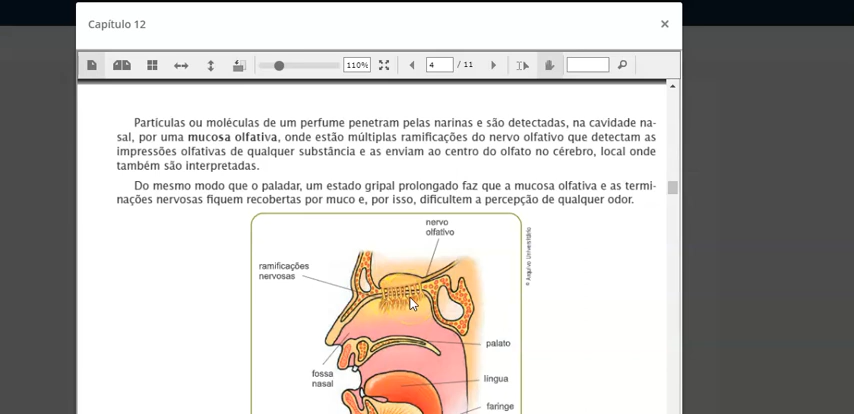 Capítulo 12
×
110%
4 / 11
Partículas ou moléculas de um perfume penetram pelas narinas e são detectadas, na cavidade na-
sal, por uma mucosa olfativa, onde estão múltiplas ramificações do nervo olfativo que detectam as
impressões olfativas de qualquer substância e as enviam ao centro do olfato no cérebro, local onde
também são interpretadas.
Do mesmo modo que o paladar, um estado gripal prolongado faz que a mucosa olfativa e as termi-
nações nervosas fiquem recobertas por muco e, por isso, dificultem a percepção de qualquer odor.
nervo
olfativo
ramificações
nervosas
© Arquivo Universitário
palato
fossa
nasal
língua
faringe